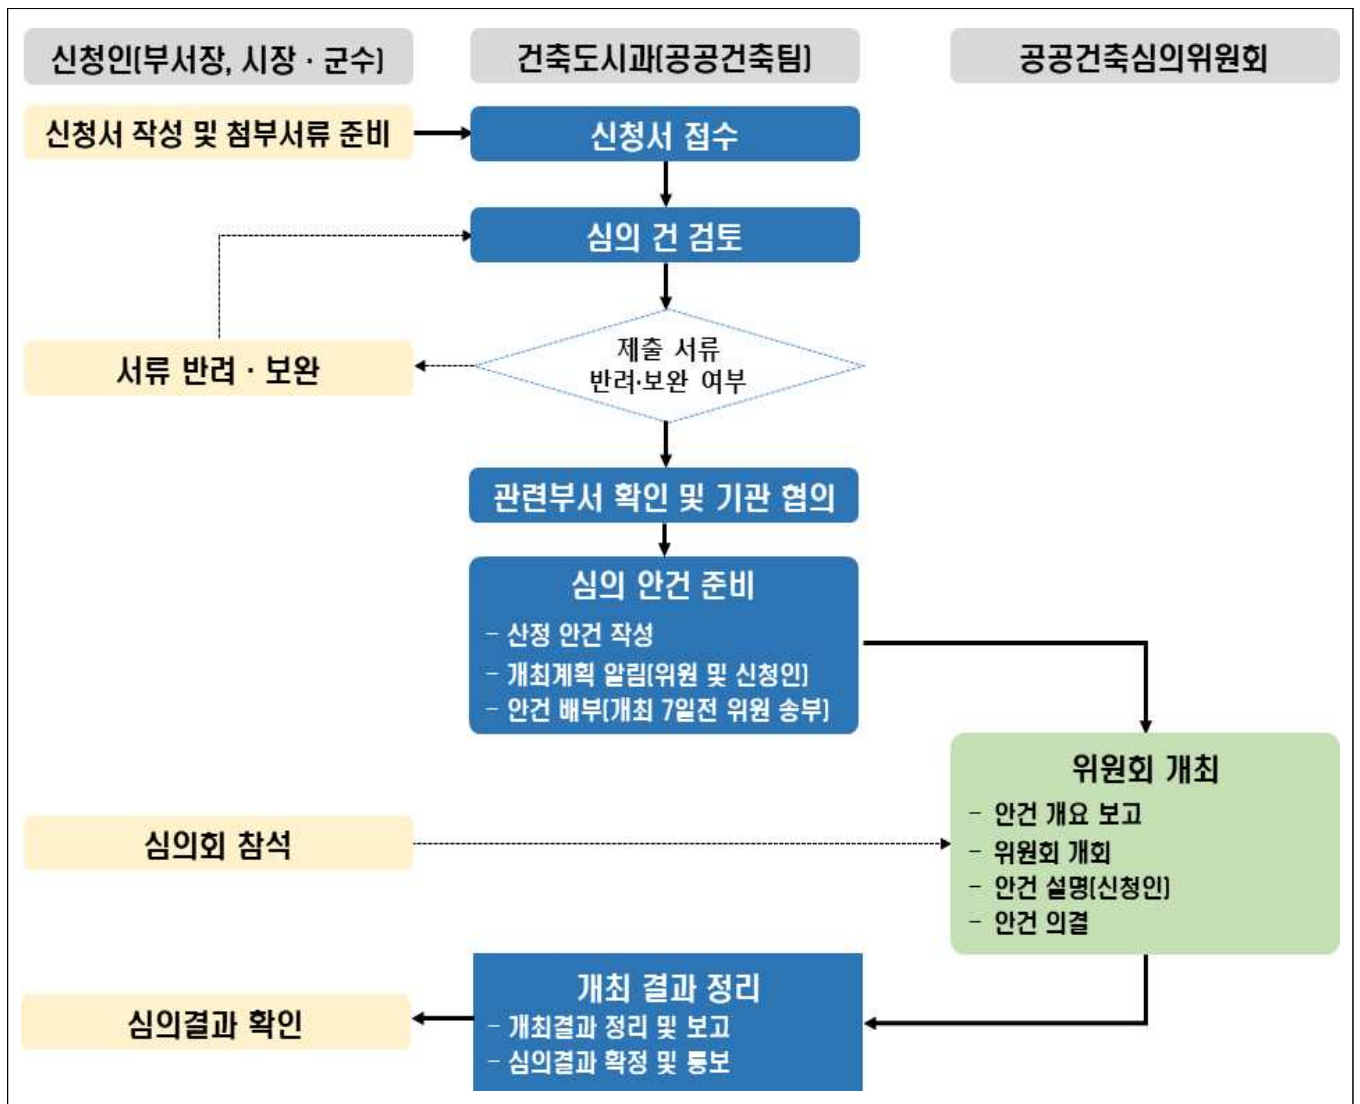 신청인(부서장, 시장 · 군수)
건축도시과(공공건축팀)
공공건축심의위원회
신청서 작성 및 첨부서류 준비
신청서 접수
심의 건 검토
제출 서류
반려·보완 여부
서류 반려 · 보완
관련부서 확인 및 기관 협의
심의 안건 준비
- 산정 안건 작성
- 개최계획 알림(위원 및 신청인)
- 안건 배부(개최 7일전 위원 송부)
위원회 개최
- 안건 개요 보고
- 위원회 개회
- 안건 설명(신청인)
- 안건 의결
심의회 참석
개최 결과 정리
- 개최결과 정리 및 보고
- 심의결과 확정 및 통보
심의결과 확인